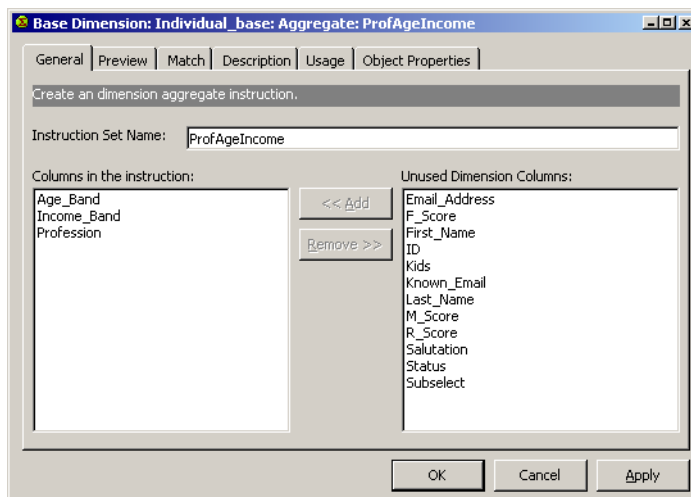 Base Dimension: Individual_base: Aggregate: ProfAgeIncome
General Preview Match Description Usage Object Properties
Create an dimension aggregate instruction.
Instruction Set Name: ProfAgeIncome
Columns in the instruction:
Age_Band
Income_Band
Profession
<< Add
Remove >>
Unused Dimension Columns:
Email_Address
F_Score
First_Name
ID
Kids
Known_Email
Last_Name
M_Score
R_Score
Salutation
Status
Subselect
OK Cancel Apply